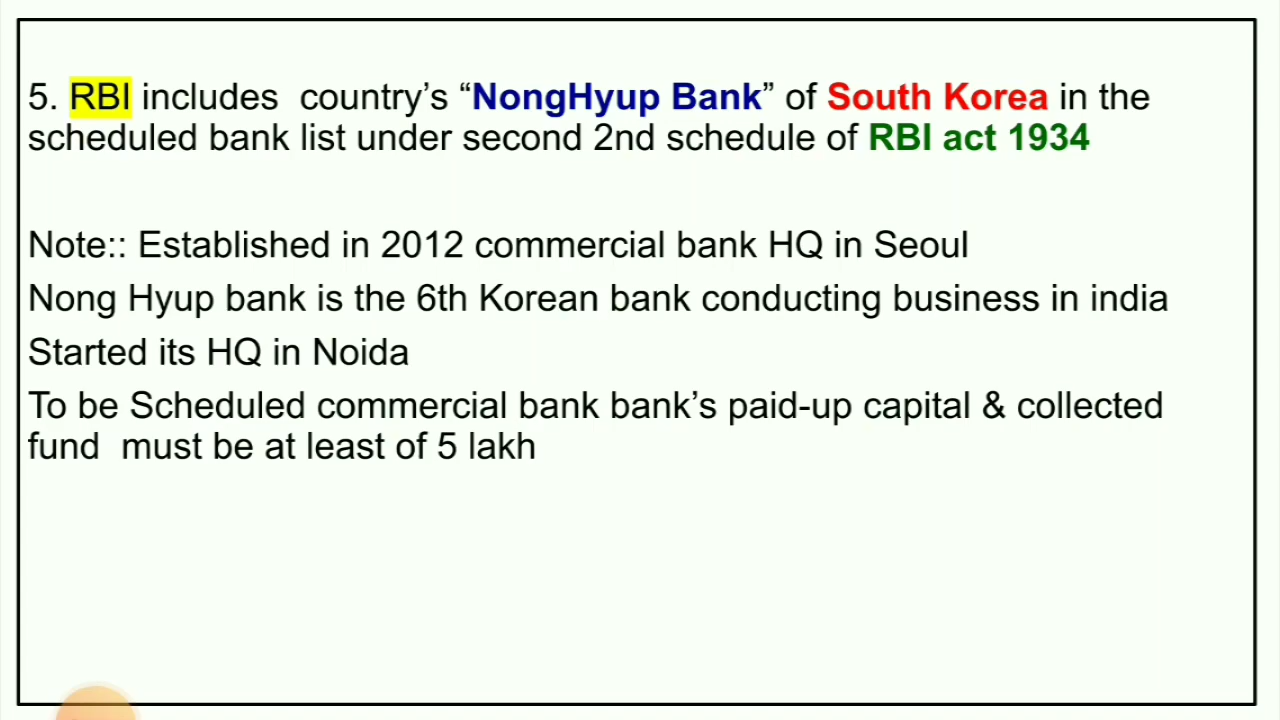 5. RBI includes  country’s “NongHyup Bank” of South Korea in the
scheduled bank list under second 2nd schedule of RBI act 1934
Note:: Established in 2012 commercial bank HQ in Seoul
Nong Hyup bank is the 6th Korean bank conducting business in india
Started its HQ in Noida
To be Scheduled commercial bank bank’s paid-up capital & collected
fund  must be at least of 5 lakh